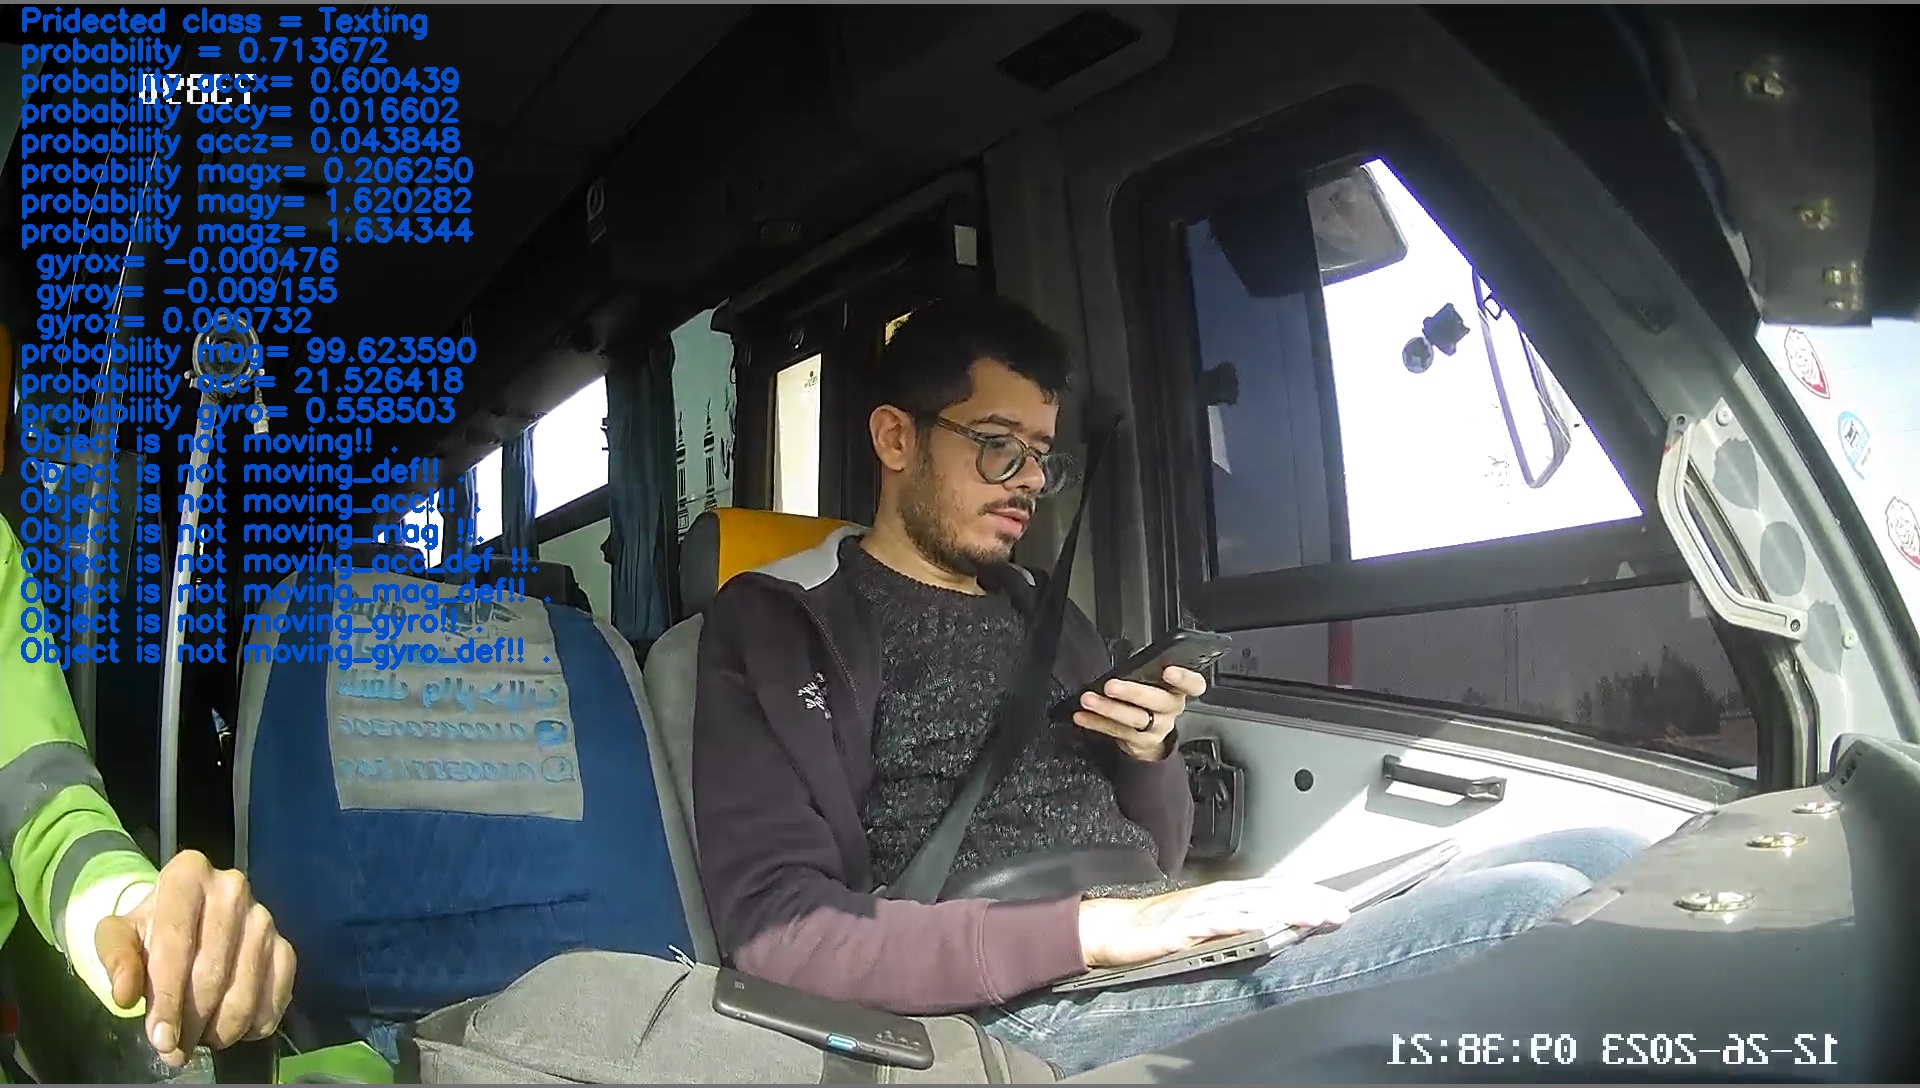 Pridected class = Texting
probability = 0.713672
probability accx= 0.600439
probability accy= 0.016602
probability accz= 0.043848
probability magx= 0.206250
probability magy= 1.620282
probability magz= 1.634344
gyrox= -0.000476
gyroy= -0.009155
gyroz= 0.000732
probability mag= 99.623590
probability acc= 21.526418
probability gyro= 0.558503
Object is not moving!! .
Object is not moving_def!! .
Object is not moving_acc!!! .
Object is not moving_mag !!.
Object is not moving_acc_def !!.
Object is not moving_mag_def!! .
Object is not moving_gyro!! .
Object is not moving_gyro_def!! .
12-26-2023 09:38:21